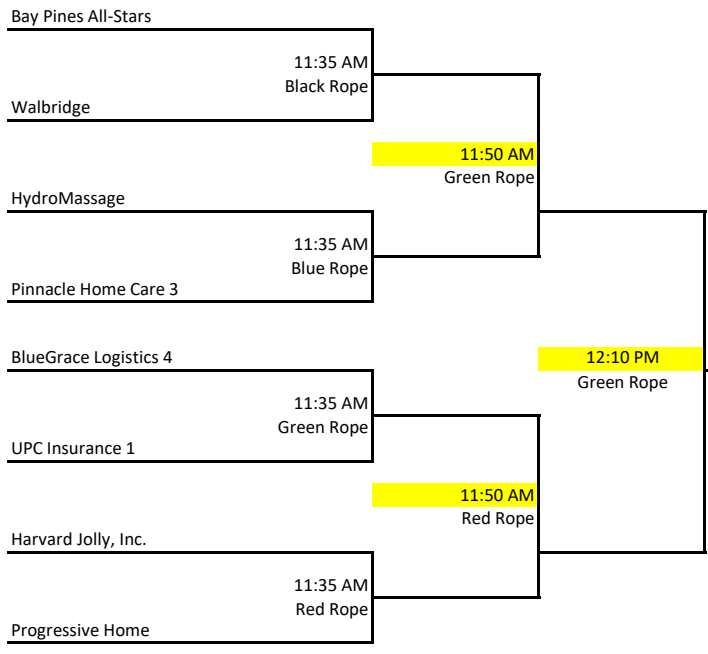 Bay Pines All-Stars
11:35 AM
Black Rope
Walbridge
11:50 AM
Green Rope
HydroMassage
11:35 AM
Blue Rope
Pinnacle Home Care 3
BlueGrace Logistics 4
12:10 PM
Green Rope
11:35 AM
Green Rope
UPC Insurance 1
11:50 AM
Red Rope
Harvard Jolly, Inc.
11:35 AM
Red Rope
Progressive Home